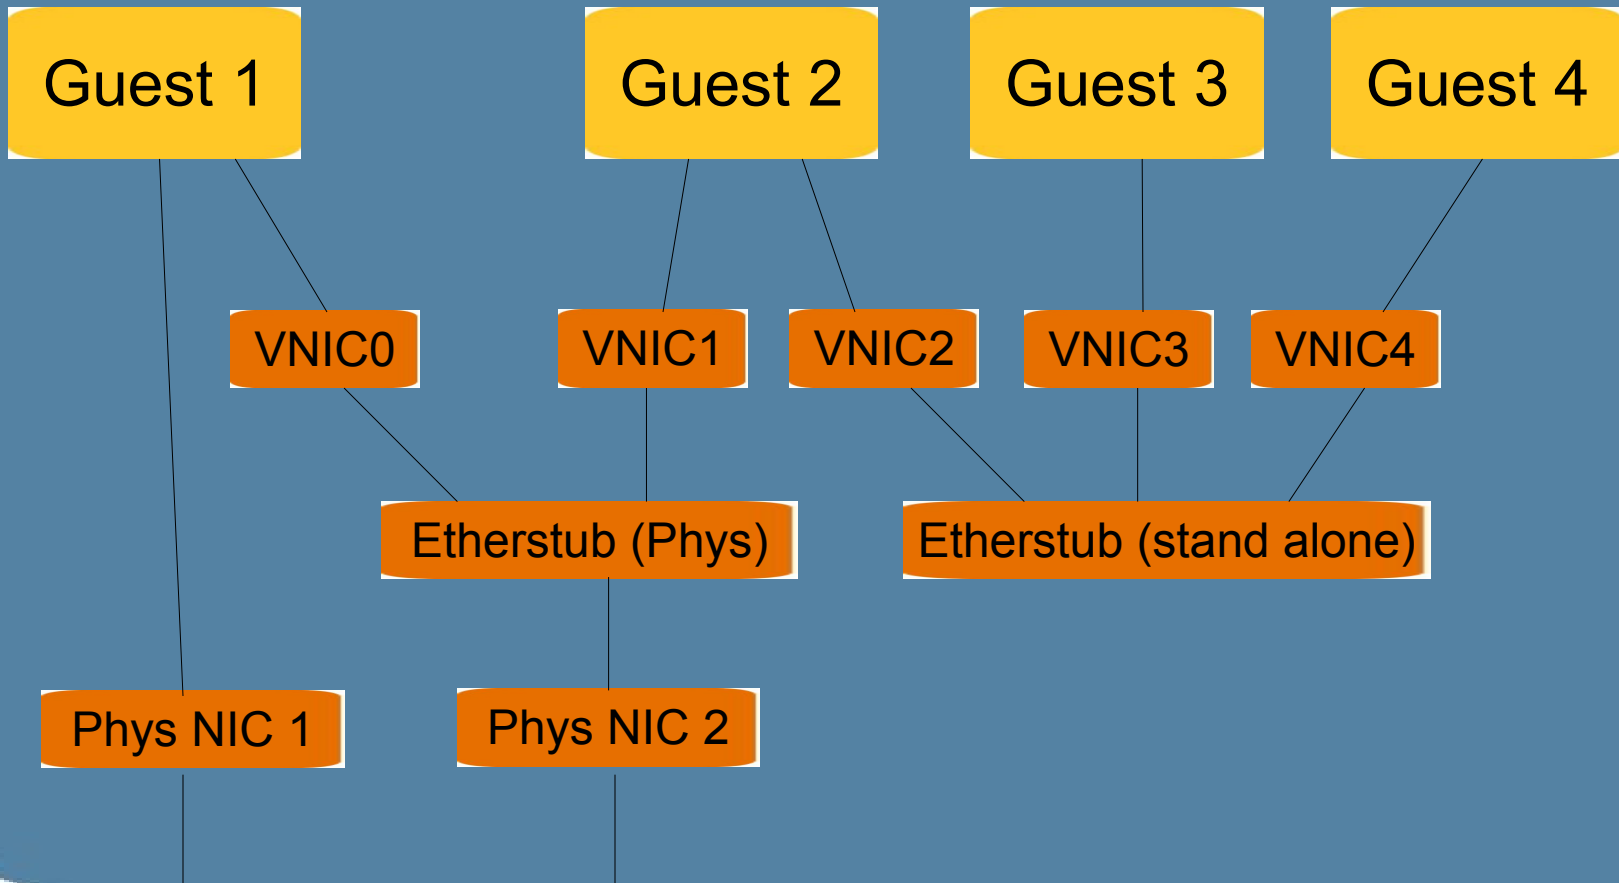 Guest 1
Guest 2
Guest 3
Guest 4
VNIC0
VNIC1
VNIC2
VNIC3
VNIC4
Etherstub (Phys)
Etherstub (stand alone)
Phys NIC 1
Phys NIC 2